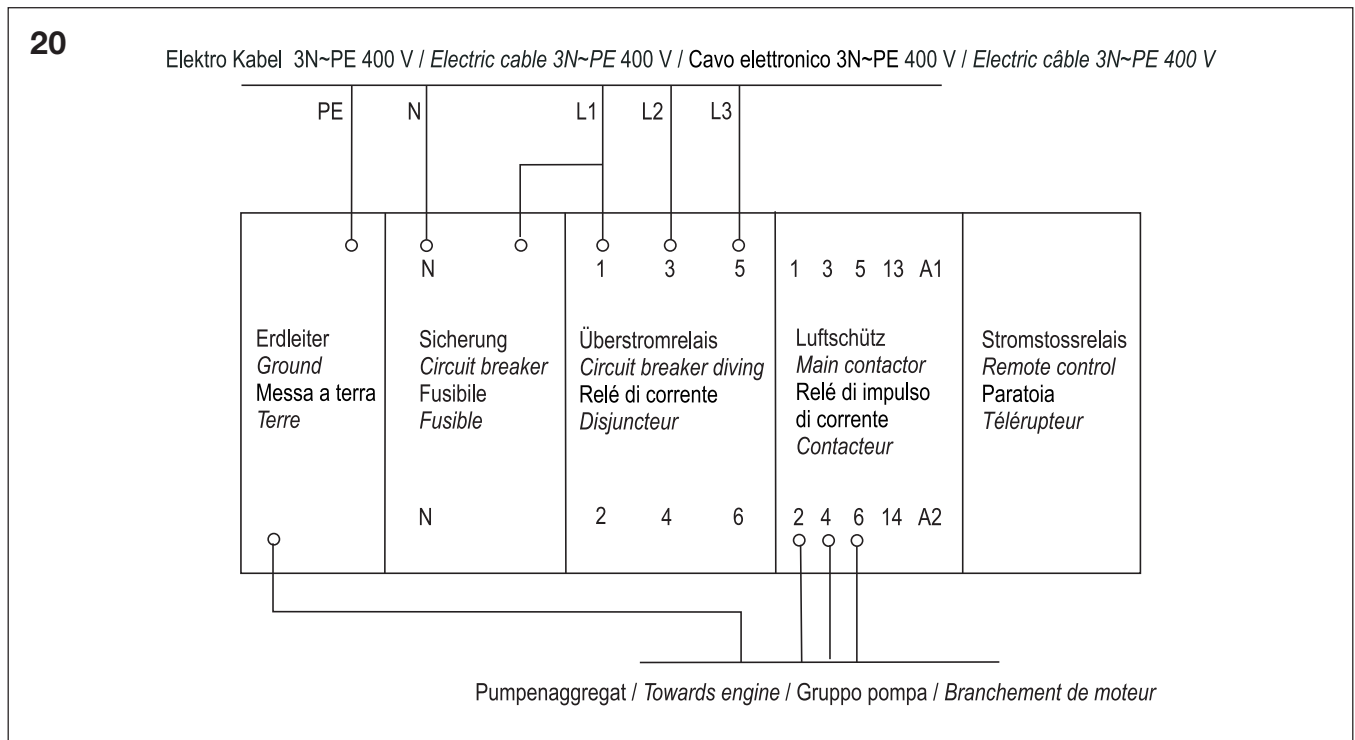 20
Elektro Kabel 3N~PE 400 V / Electric cable 3N~PE 400 V / Cavo elettronico 3N~PE 400 V / Electric câble 3N~PE 400 V
PE N L1 L2 L3
N 1 3 5 1 3 5 13 A1
Erdleiter
Ground
Messa a terra
Terre
Sicherung
Circuit breaker
Fusibile
Fusible
Überstromrelais
Circuit breaker diving
Relé di corrente
Disjuncteur
Luftschütz
Main contactor
Relé di impulso
di corrente
Contacteur
Stromstossrelais
Remote control
Paratoia
Télérupteur
N 2 4 6 2 4 6 14 A2
Pumpenaggregat / Towards engine / Gruppo pompa / Branchement de moteur